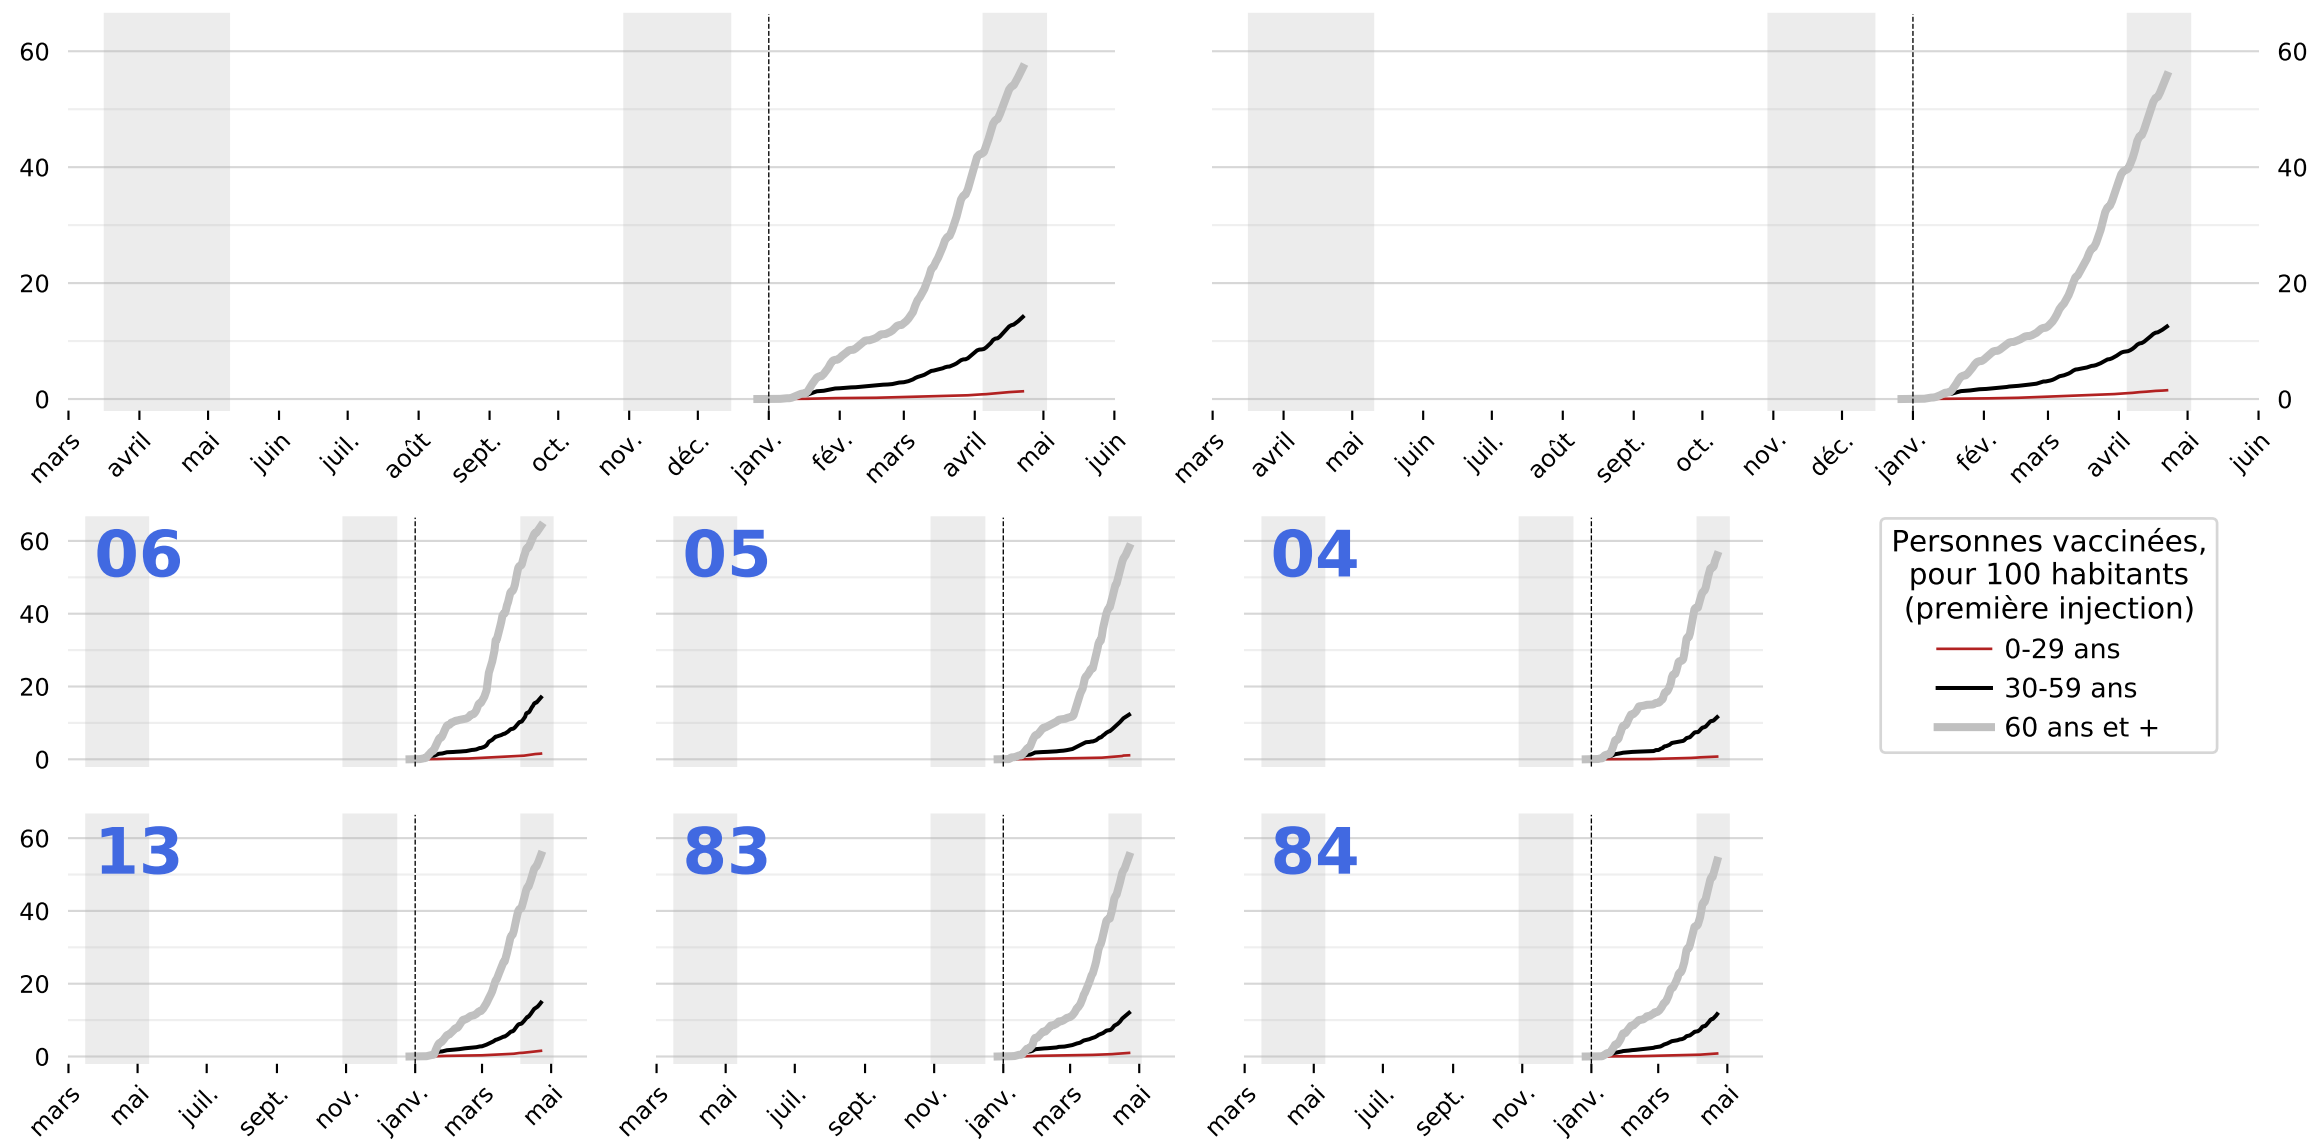 60
40
20
0
mars avril mai juin juil. août sept. oct. nov. déc. janv. fév. mars avril mai juin
60
40
20
0
mars avril mai juin juil. août sept. oct. nov. déc. janv. fév. mars avril mai juin
60
40
20
0
06
05
04
Personnes vaccinées,
pour 100 habitants
(première injection)
0-29 ans
30-59 ans
60 ans et +
60
40
20
0
13
83
84
mars mai juil. sept. nov. janv. mars mai
mars mai juil. sept. nov. janv. mars mai
mars mai juil. sept. nov. janv. mars mai